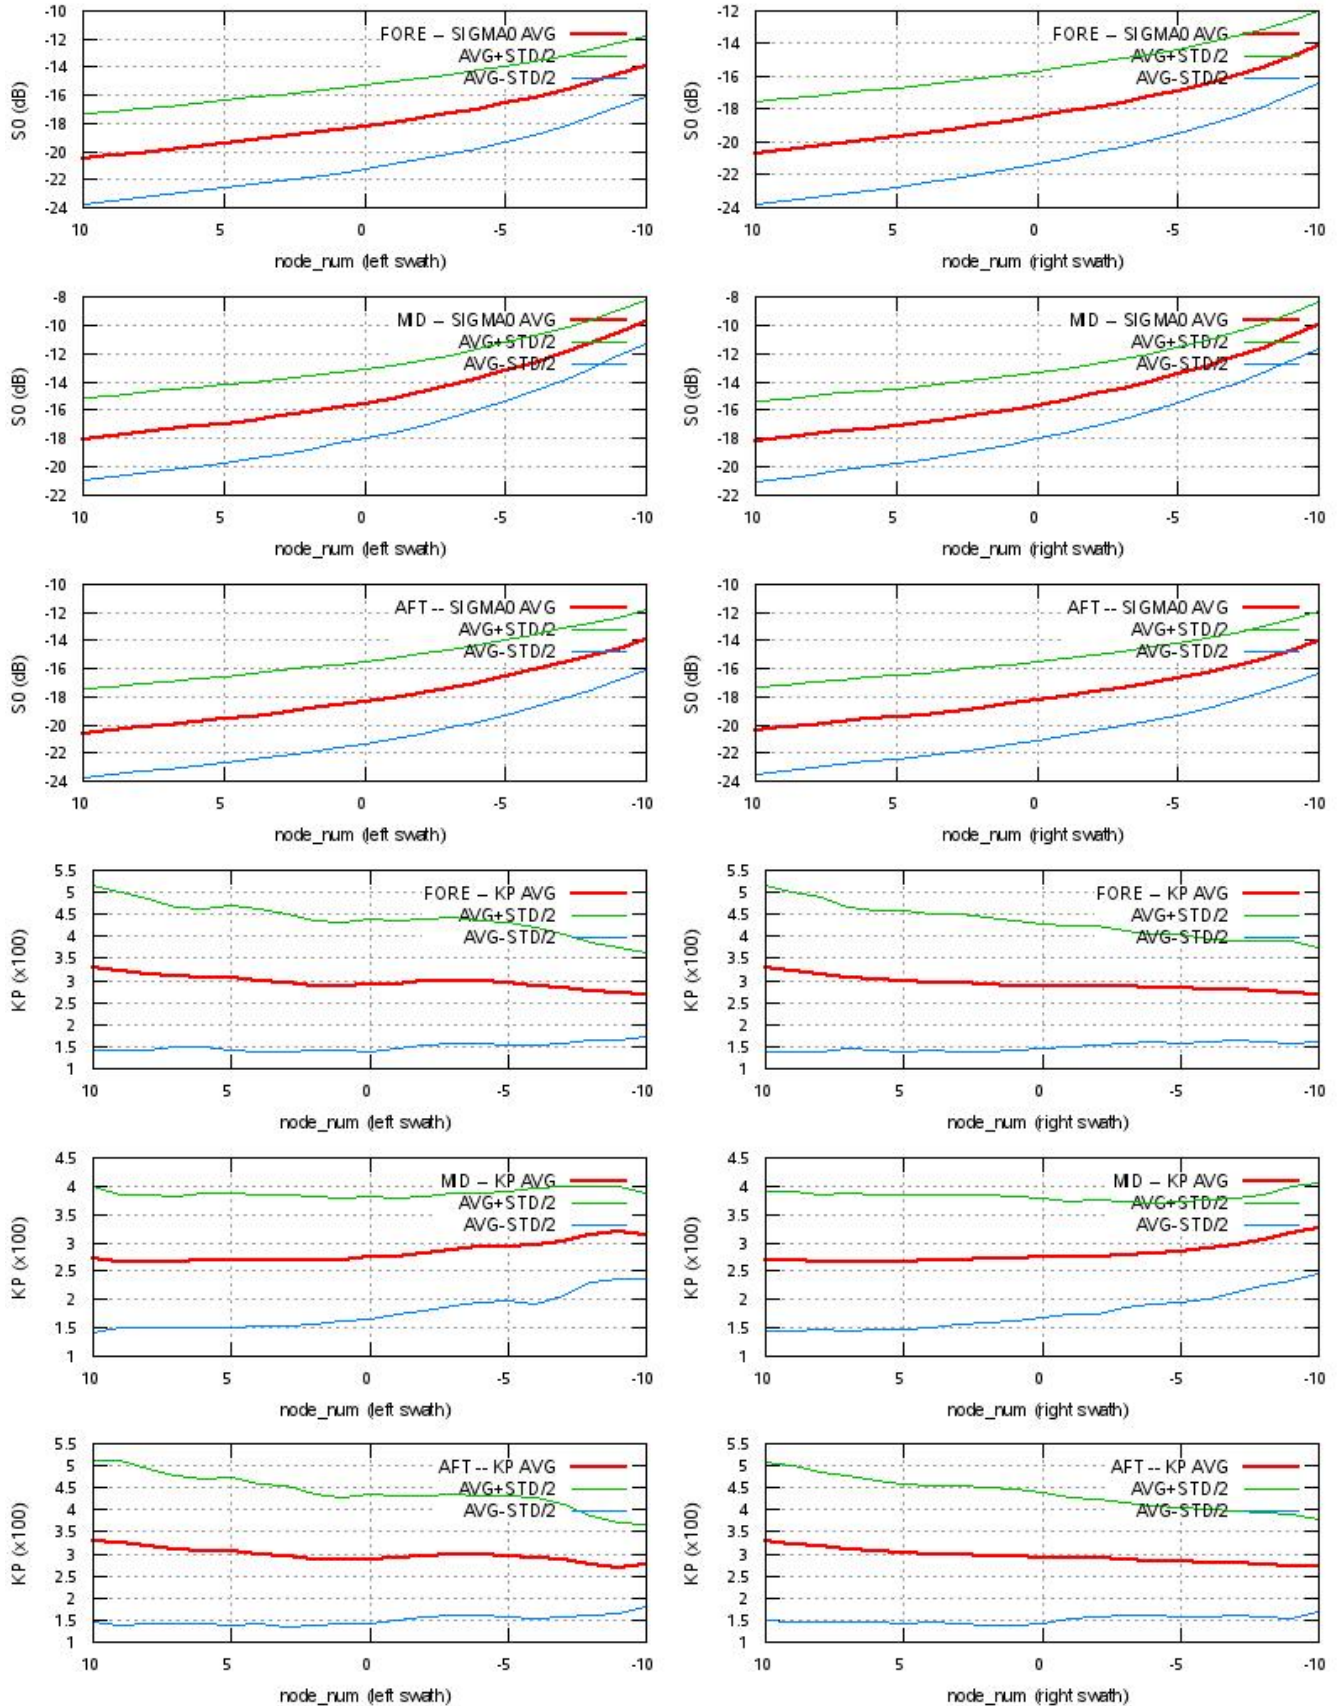 -10
-12
-14
-16
-18
-20
-22
-24
S0 (dB)
FORE – SIGMA0 AVG
AVG+STD/2
AVG-STD/2
10 5 0 -5 -10
node_num (left swath)
-12
-14
-16
-18
-20
-22
-24
S0 (dB)
FORE – SIGMA0 AVG
AVG+STD/2
AVG-STD/2
10 5 0 -5 -10
node_num (right swath)
-8
-10
-12
-14
-16
-18
-20
-22
S0 (dB)
MID – SIGMA0 AVG
AVG+STD/2
AVG-STD/2
10 5 0 -5 -10
node_num (left swath)
-8
-10
-12
-14
-16
-18
-20
-22
S0 (dB)
MID – SIGMA0 AVG
AVG+STD/2
AVG-STD/2
10 5 0 -5 -10
node_num (right swath)
-10
-12
-14
-16
-18
-20
-22
-24
S0 (dB)
AFT -- SIGMA0 AVG
AVG+STD/2
AVG-STD/2
10 5 0 -5 -10
node_num (left swath)
-10
-12
-14
-16
-18
-20
-22
-24
S0 (dB)
AFT -- SIGMA0 AVG
AVG+STD/2
AVG-STD/2
10 5 0 -5 -10
node_num (right swath)
5.5
5
4.5
4
3.5
3
2.5
2
1.5
1
KP (x100)
FORE – KP AVG
AVG+STD/2
AVG-STD/2
10 5 0 -5 -10
node_num (left swath)
5.5
5
4.5
4
3.5
3
2.5
2
1.5
1
KP (x100)
FORE – KP AVG
AVG+STD/2
AVG-STD/2
10 5 0 -5 -10
node_num (right swath)
4.5
4
3.5
3
2.5
2
1.5
1
KP (x100)
MID – KP AVG
AVG+STD/2
AVG-STD/2
10 5 0 -5 -10
node_num (left swath)
4.5
4
3.5
3
2.5
2
1.5
1
KP (x100)
MID – KP AVG
AVG+STD/2
AVG-STD/2
10 5 0 -5 -10
node_num (right swath)
5.5
5
4.5
4
3.5
3
2.5
2
1.5
1
KP (x100)
AFT -- KP AVG
AVG+STD/2
AVG-STD/2
10 5 0 -5 -10
node_num (left swath)
5.5
5
4.5
4
3.5
3
2.5
2
1.5
1
KP (x100)
AFT -- KP AVG
AVG+STD/2
AVG-STD/2
10 5 0 -5 -10
node_num (right swath)